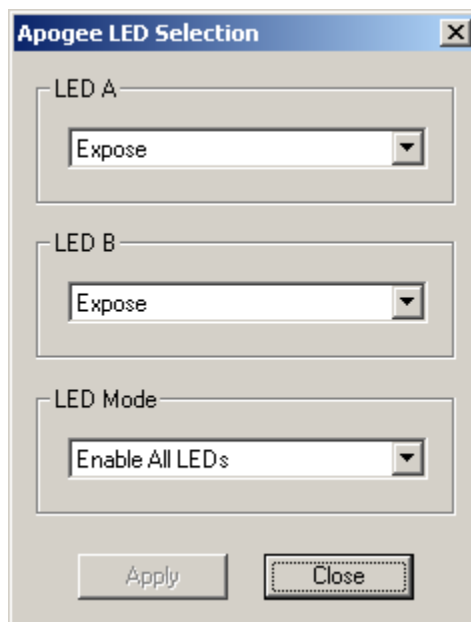 Apogee LED Selection
LED A
Expose
LED B
Expose
LED Mode
Enable All LEDs
Apply
Close